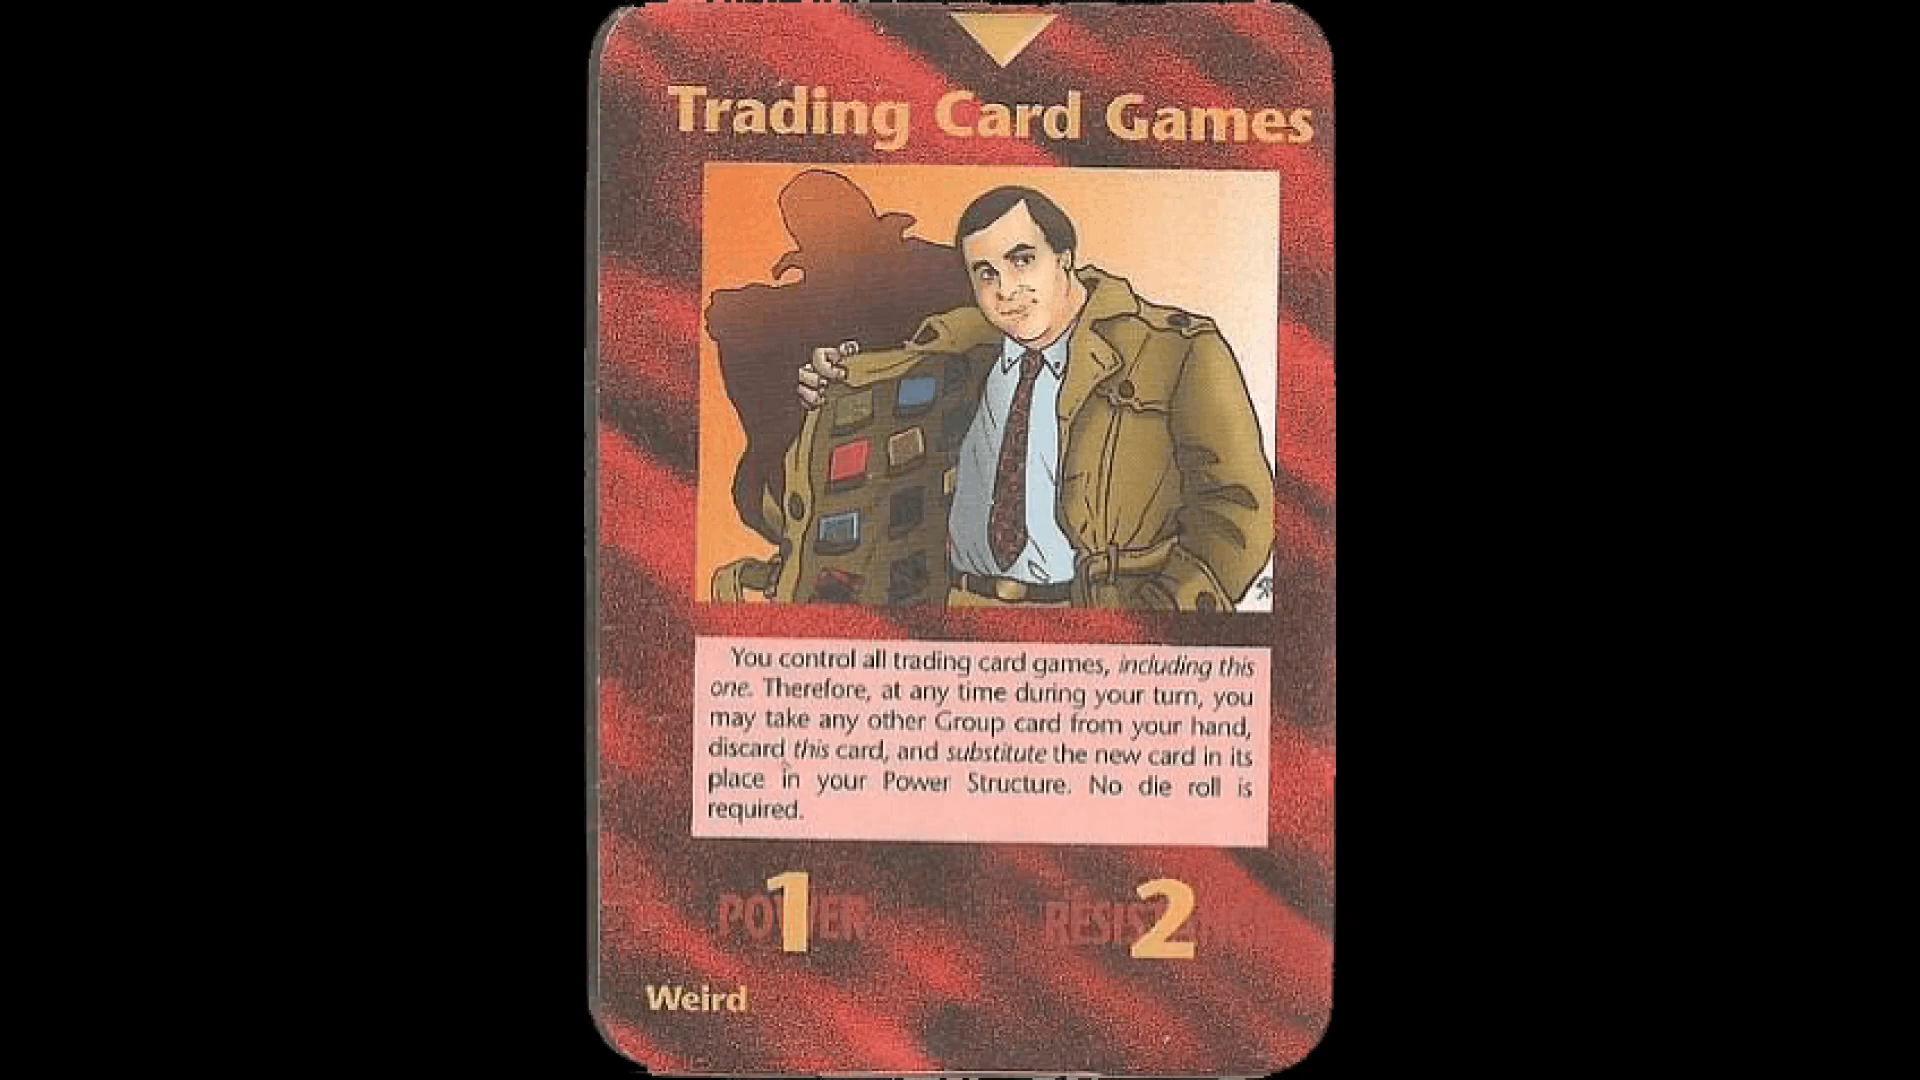 Trading Card Games
You control all trading card games, including this
one. Therefore, at any time during your turn, you
may take any other Group card from your hand,
discard this card, and substitute the new card in its
place in your Power Structure. No die roll is
required.
POWER 1 RESISTANCE 2
Weird